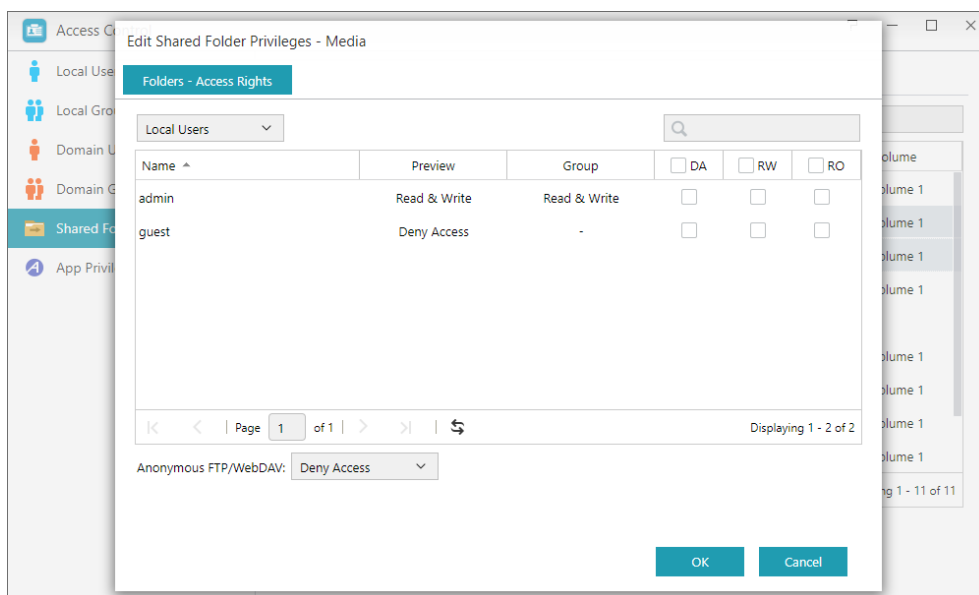 Access C
Edit Shared Folder Privileges - Media
Local Use
Folders - Access Rights
Local Gro
Domain U
Local Users
Domain G
Shared Fo
App Privil
Name Preview Group DA RW RO
admin Read & Write Read & Write
guest Deny Access -
Page 1 of 1 Displaying 1 - 2 of 2
Anonymous FTP/WebDAV: Deny Access
OK Cancel
olume
olume 1
olume 1
olume 1
olume 1
olume 1
olume 1
olume 1
olume 1
ng 1 - 11 of 11